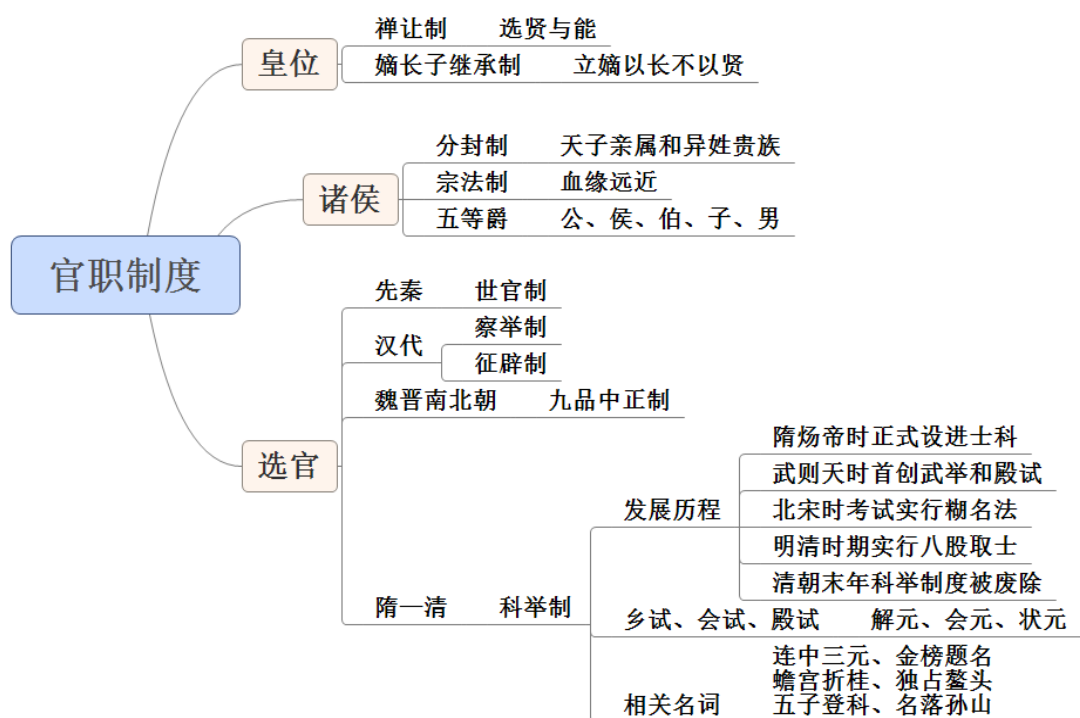 官职制度
皇位
禅让制 选贤与能
嫡长子继承制 立嫡以长不以贤
诸侯
分封制 天子亲属和异姓贵族
宗法制 血缘远近
五等爵 公、侯、伯、子、男
选官
先秦 世官制
汉代
察举制
征辟制
魏晋南北朝 九品中正制
隋—清 科举制
发展历程
隋炀帝时正式设进士科
武则天时首创武举和殿试
北宋时考试实行糊名法
明清时期实行八股取士
清朝末年科举制度被废除
乡试、会试、殿试 解元、会元、状元
相关名词
连中三元、金榜题名
蟾宫折桂、独占鳌头
五子登科、名落孙山